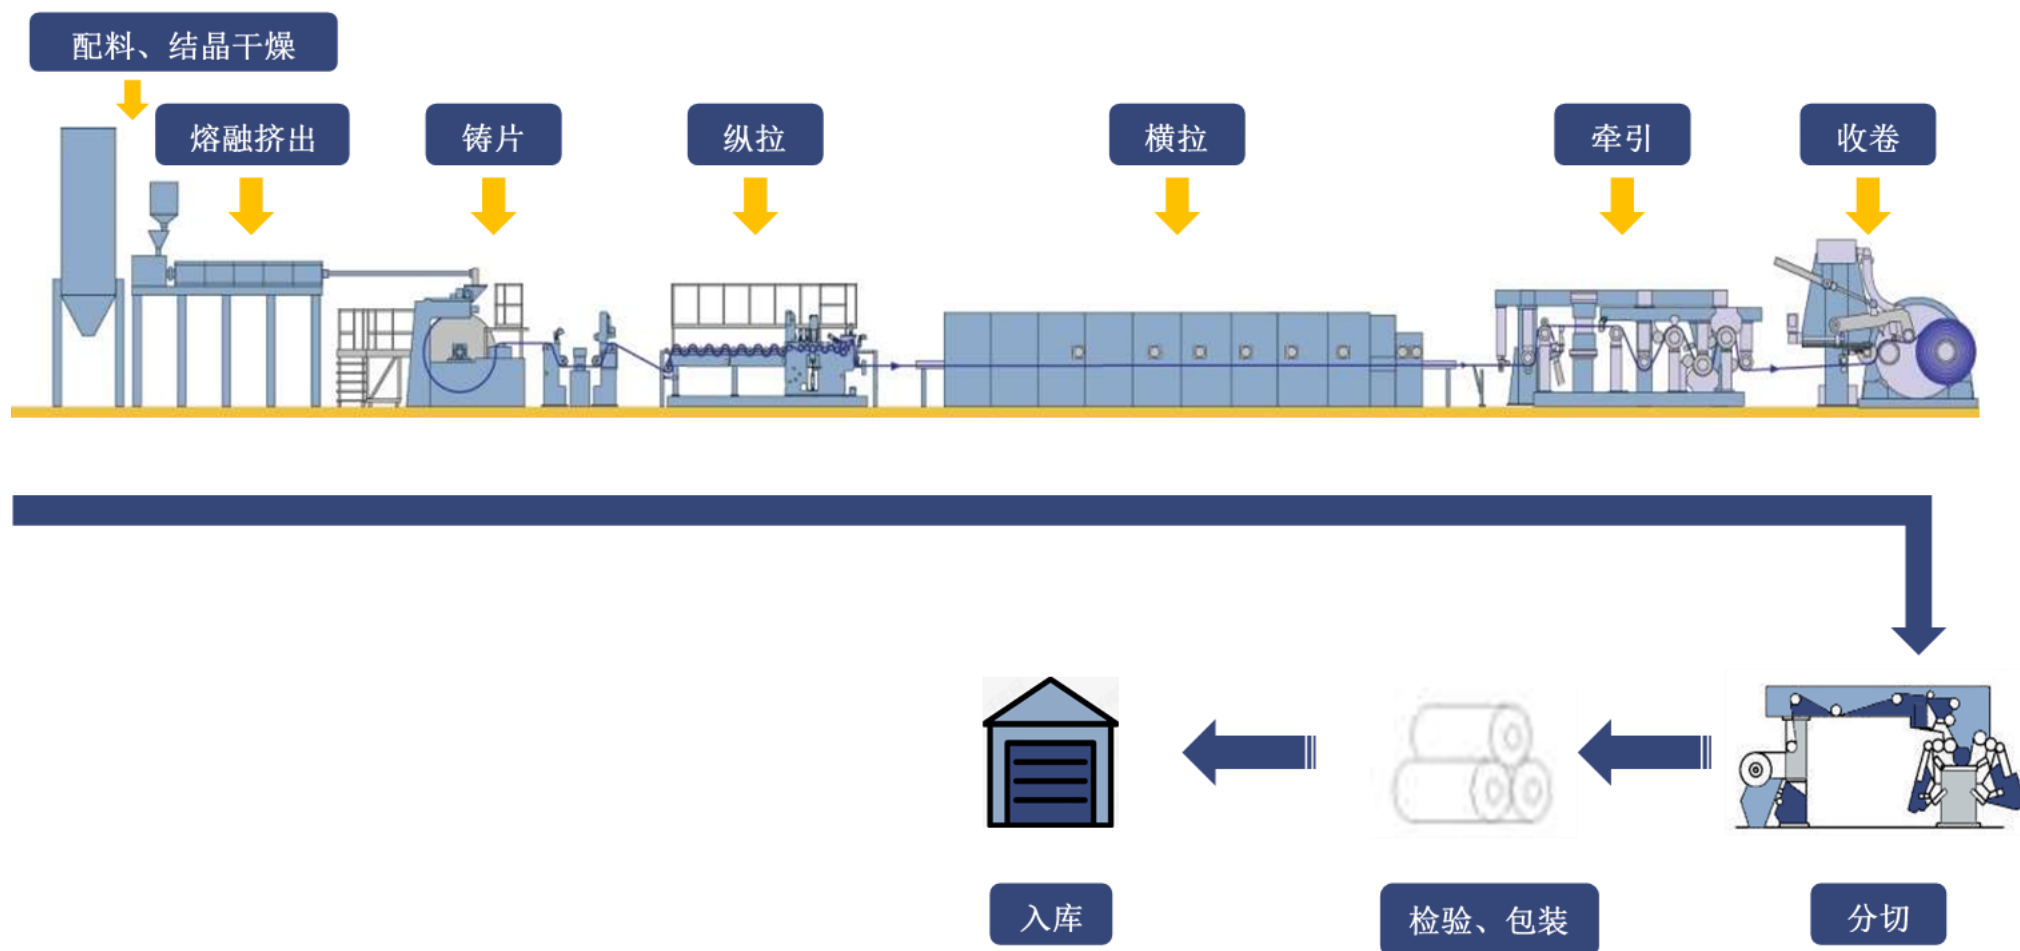 配料、结晶干燥
熔融挤出
铸片
纵拉
横拉
牵引
收卷
入库
检验、包装
分切